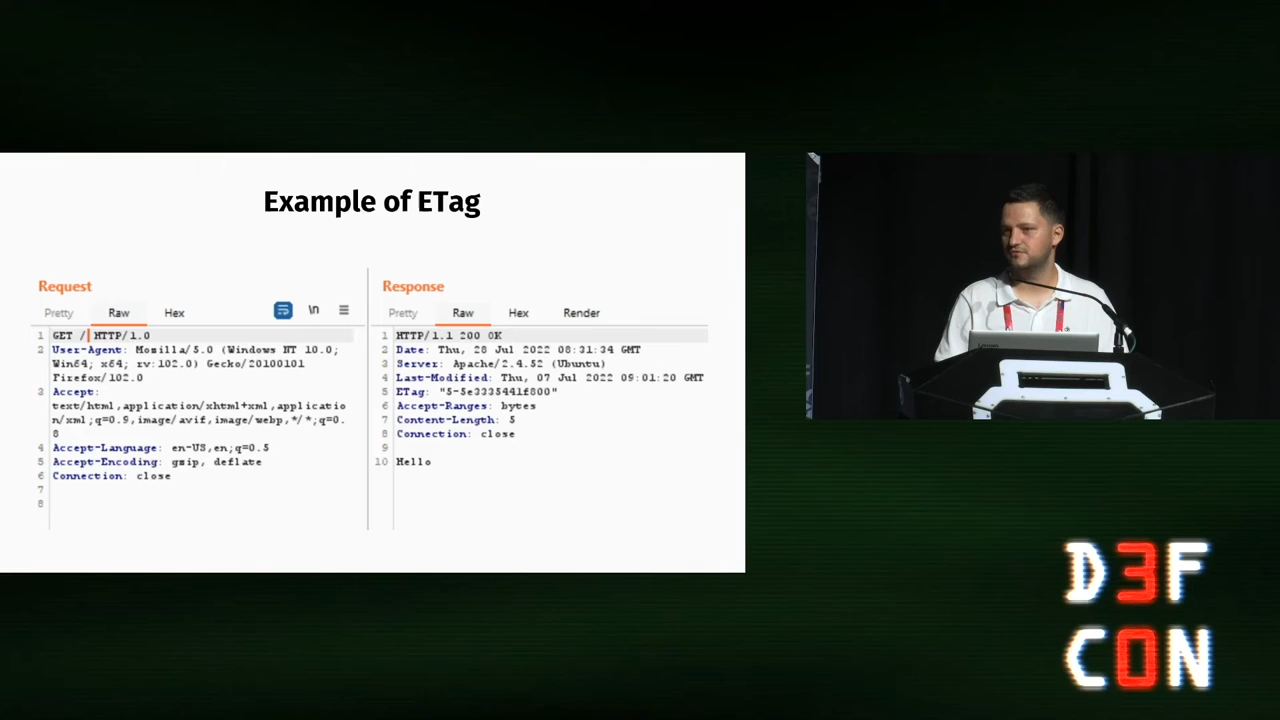 Example of ETag
Request
Pretty Raw Hex \n
1 GET / HTTP/1.0
2 User-Agent: Mozilla/5.0 (Windows NT 10.0;
Win64; x64; rv:102.0) Gecko/20100101
Firefox/102.0
3 Accept:
text/html,application/xhtml+xml,applicatio
n/xml;q=0.9,image/avif,image/webp,*/*;q=0.
8
4 Accept-Language: en-US,en;q=0.5
5 Accept-Encoding: gzip, deflate
6 Connection: close
7
8
Response
Pretty Raw Hex Render
1 HTTP/1.1 200 OK
2 Date: Thu, 28 Jul 2022 08:31:34 GMT
3 Server: Apache/2.4.52 (Ubuntu)
4 Last-Modified: Thu, 07 Jul 2022 09:01:20 GMT
5 ETag: "5-5e3335441f800"
6 Accept-Ranges: bytes
7 Content-Length: 5
8 Connection: close
9
10 Hello
Lenovo
D3F
C0N